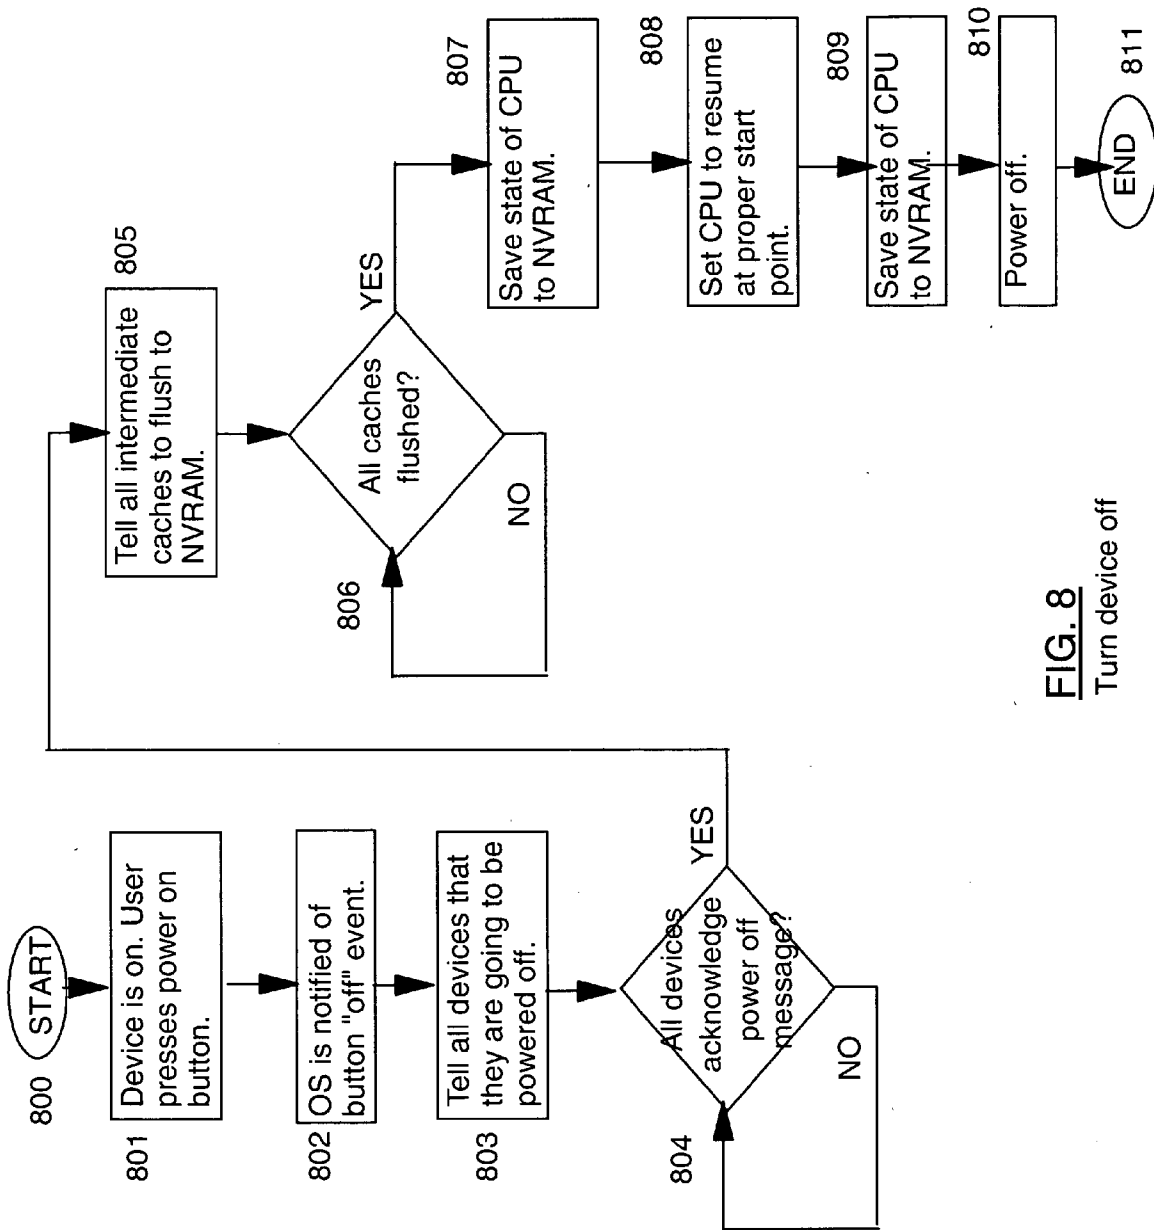 800
START
801
Device is on. User
presses power on
button.
802
OS is notified of
button "off" event.
803
Tell all devices that
they are going to be
powered off.
804
All devices
acknowledge
power off
message?
YES
NO
805
Tell all intermediate
caches to flush to
NVRAM.
806
All caches
flushed?
YES
NO
807
Save state of CPU
to NVRAM.
808
Set CPU to resume
at proper start
point.
809
Save state of CPU
to NVRAM.
810
Power off.
811
END
FIG. 8
Turn device off